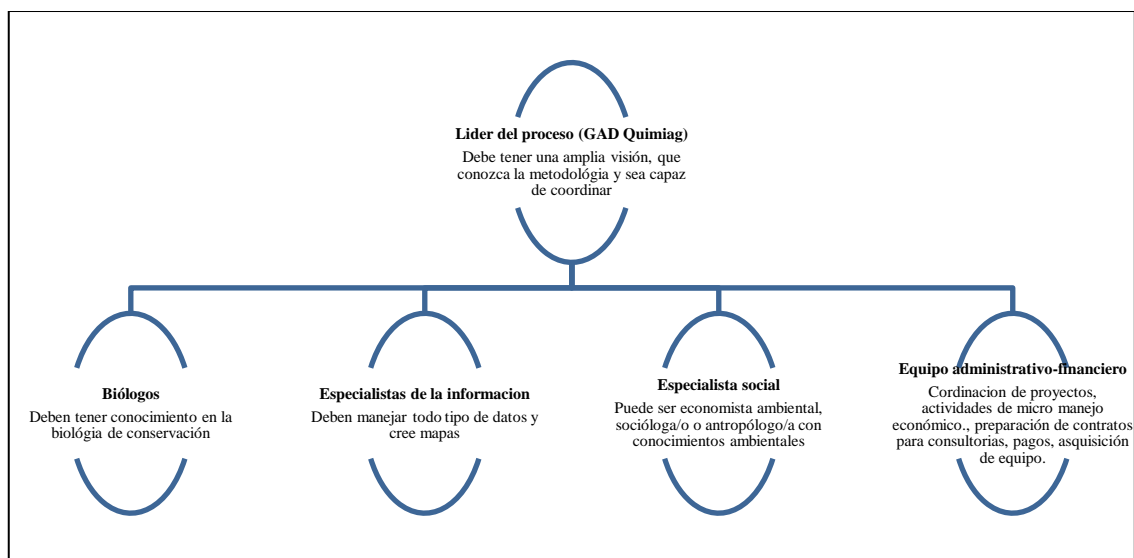 Lider del proceso (GAD Quimiag)
Debe tener una amplia visión, que
conozca la metodológia y sea capaz
de coordinar
Biólogos
Deben tener conocimiento en la
biológia de conservación
Especialistas de la informacion
Deben manejar todo tipo de datos y
cree mapas
Especialista social
Puede ser economista ambiental,
socióloga/o o antropólogo/a con
conocimientos ambientales
Equipo administrativo-financiero
Cordinacion de proyectos,
actividades de micro manejo
económico., preparación de contratos
para consultorias, pagos, asquisición
de equipo.